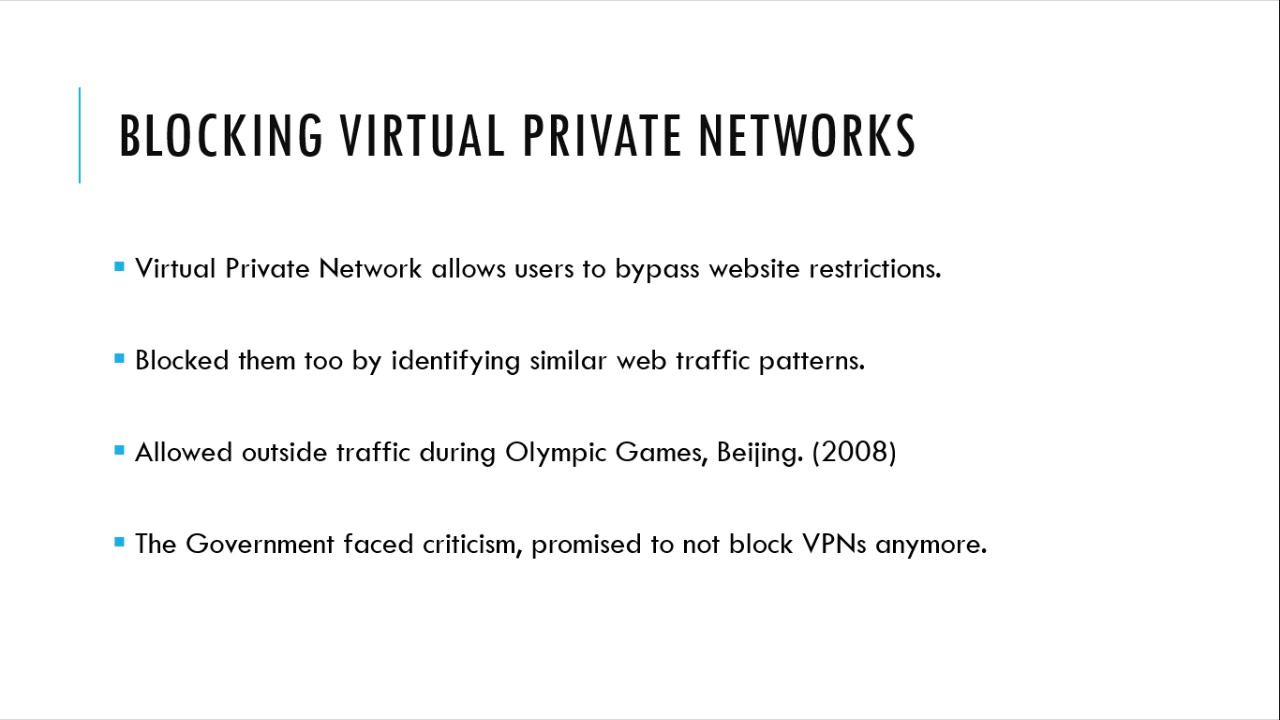 BLOCKING VIRTUAL PRIVATE NETWORKS
▪ Virtual Private Network allows users to bypass website restrictions.
▪ Blocked them too by identifying similar web traffic patterns.
▪ Allowed outside traffic during Olympic Games, Beijing. (2008)
▪ The Government faced criticism, promised to not block VPNs anymore.